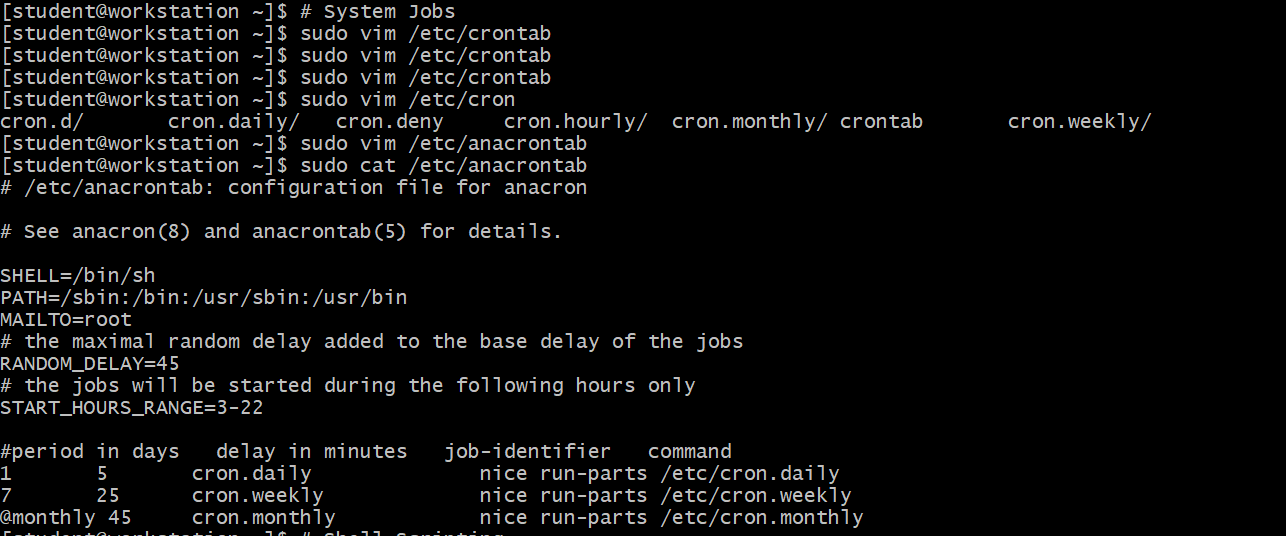 [student@workstation ~]$ # System Jobs
[student@workstation ~]$ sudo vim /etc/crontab
[student@workstation ~]$ sudo vim /etc/crontab
[student@workstation ~]$ sudo vim /etc/crontab
[student@workstation ~]$ sudo vim /etc/cron
cron.d/       cron.daily/   cron.deny     cron.hourly/  cron.monthly/ crontab       cron.weekly/
[student@workstation ~]$ sudo vim /etc/anacrontab
[student@workstation ~]$ sudo cat /etc/anacrontab
# /etc/anacrontab: configuration file for anacron

# See anacron(8) and anacrontab(5) for details.

SHELL=/bin/sh
PATH=/sbin:/bin:/usr/sbin:/usr/bin
MAILTO=root
# the maximal random delay added to the base delay of the jobs
RANDOM_DELAY=45
# the jobs will be started during the following hours only
START_HOURS_RANGE=3-22

#period in days   delay in minutes   job-identifier   command
1       5       cron.daily              nice run-parts /etc/cron.daily
7       25      cron.weekly             nice run-parts /etc/cron.weekly
@monthly 45     cron.monthly            nice run-parts /etc/cron.monthly
[student@workstation ~]$ # Shell Scripting